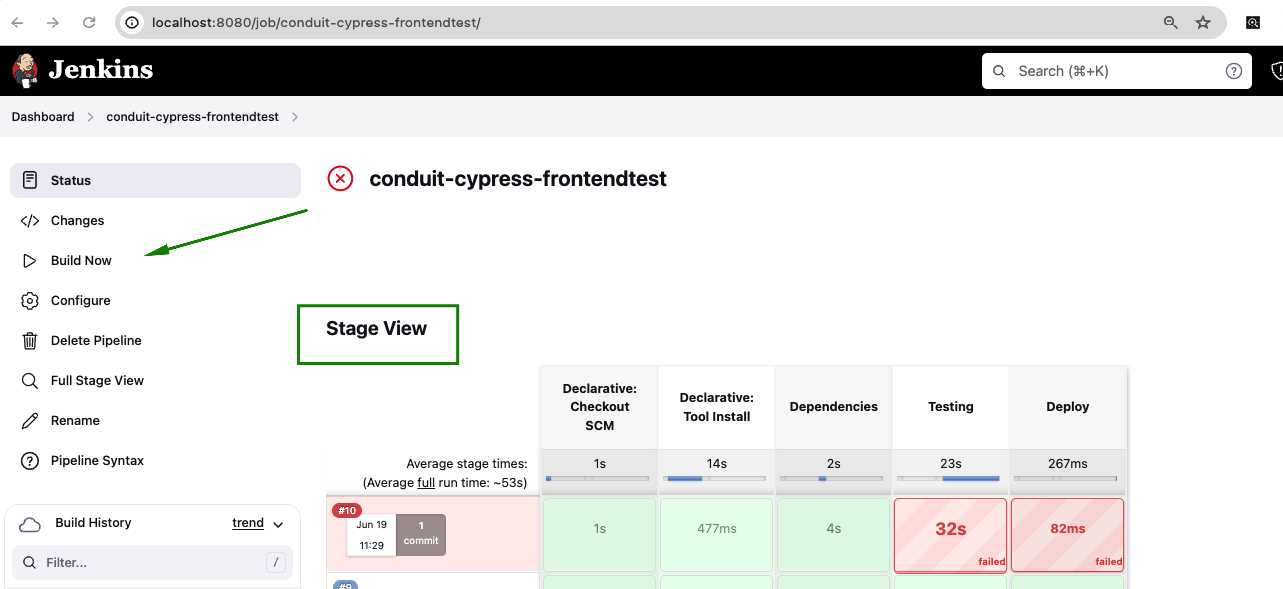 localhost:8080/job/conduit-cypress-frontendtest/
Jenkins
Search (⌘+K)
Dashboard
conduit-cypress-frontendtest
Status
Changes
Build Now
Configure
Delete Pipeline
Full Stage View
Rename
Pipeline Syntax
Build History
trend
Filter...
/
conduit-cypress-frontendtest
Stage View
Declarative:
Checkout
SCM
Declarative:
Tool Install
Dependencies
Testing
Deploy
Average stage times:
(Average full run time: ~53s)
1s
14s
2s
23s
267ms
#10
Jun 19
11:29
1
commit
1s
477ms
4s
32s
failed
82ms
failed
#9